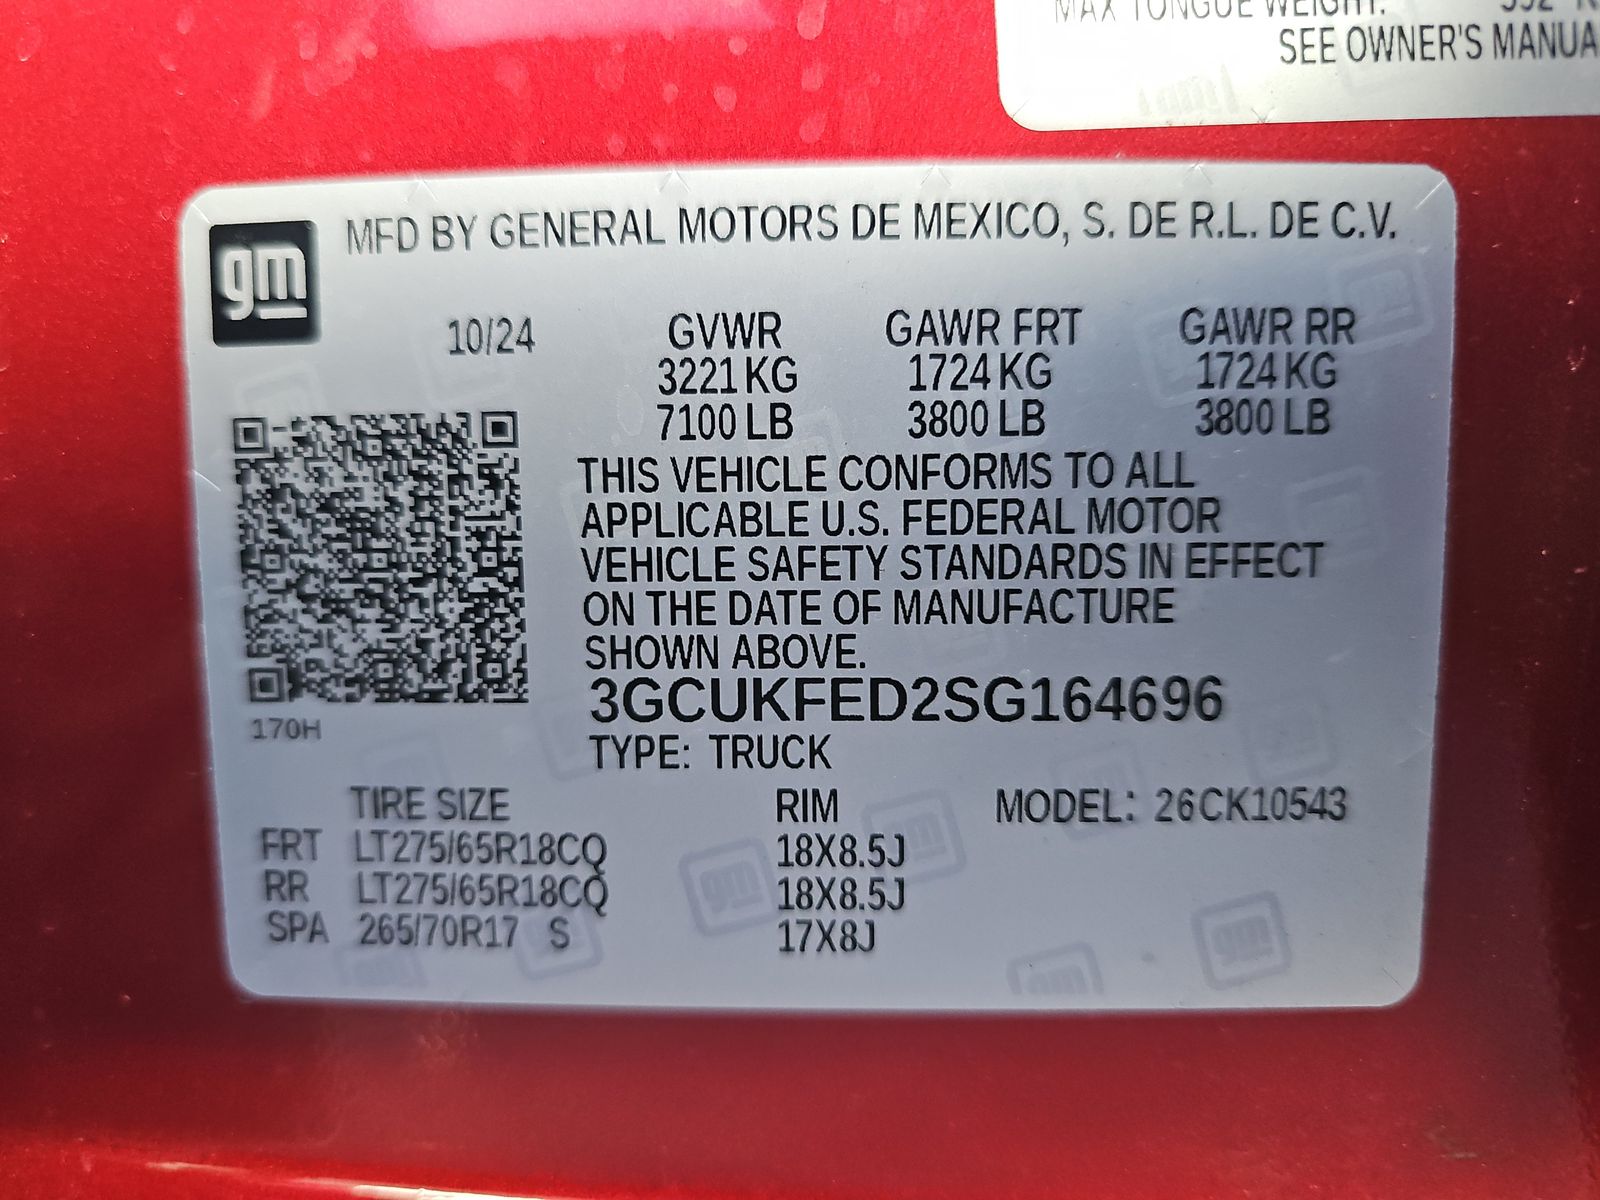 MAX TONGUE WEIGHT:
SEE OWNER'S MANUA
gm
MFD BY GENERAL MOTORS DE MEXICO, S. DE R.L. DE C.V.
10/24 GVWR GAWR FRT GAWR RR
3221 KG 1724 KG 1724 KG
7100 LB 3800 LB 3800 LB
THIS VEHICLE CONFORMS TO ALL
APPLICABLE U.S. FEDERAL MOTOR
VEHICLE SAFETY STANDARDS IN EFFECT
ON THE DATE OF MANUFACTURE
SHOWN ABOVE.
3GCUKFED2SG164696
170H
TYPE: TRUCK
TIRE SIZE RIM MODEL: 26CK10543
FRT LT275/65R18CQ 18X8.5J
RR LT275/65R18CQ 18X8.5J
SPA 265/70R17 S 17X8J